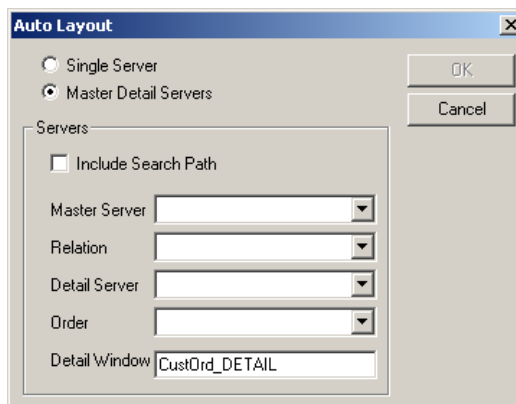 Auto Layout
Single Server
Master Detail Servers
OK
Cancel
Servers
Include Search Path
Master Server
Relation
Detail Server
Order
Detail Window CustOrd_DETAIL